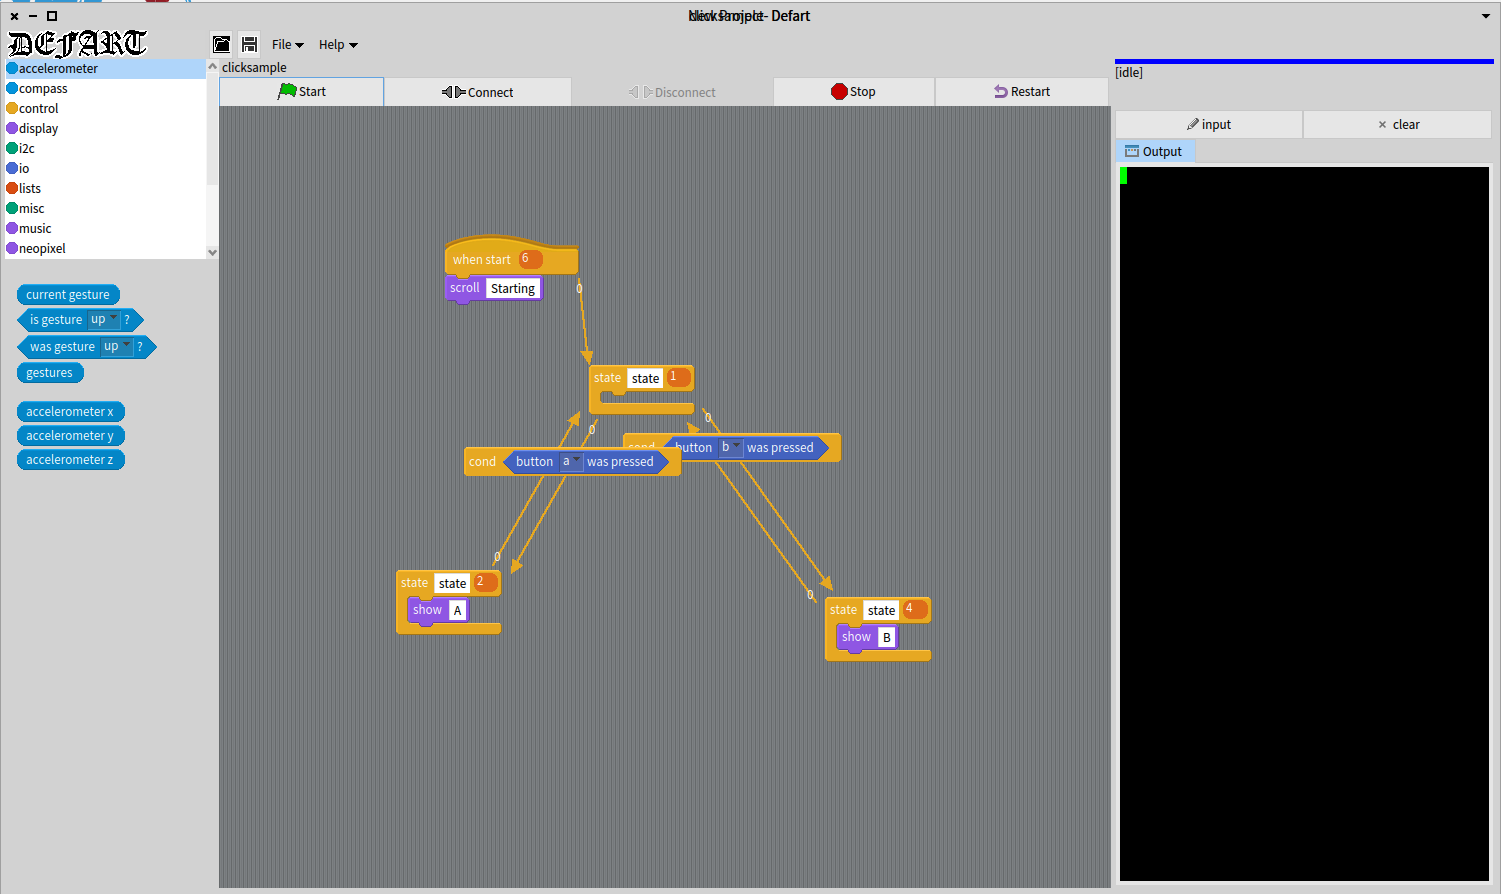 - Defart
DEFART
File
Help
accelerometer
compass
control
display
i2c
io
lists
misc
music
neopixel
current gesture
is gesture up ?
was gesture up ?
gestures
accelerometer x
accelerometer y
accelerometer z
clicksample
Start
Connect
Disconnect
Stop
Restart
when start 6
scroll Starting
0
state state 1
0
0
cond button b was pressed
cond button a was pressed
0
state state 2
show A
0
state state 4
show B
[idle]
input
clear
Output